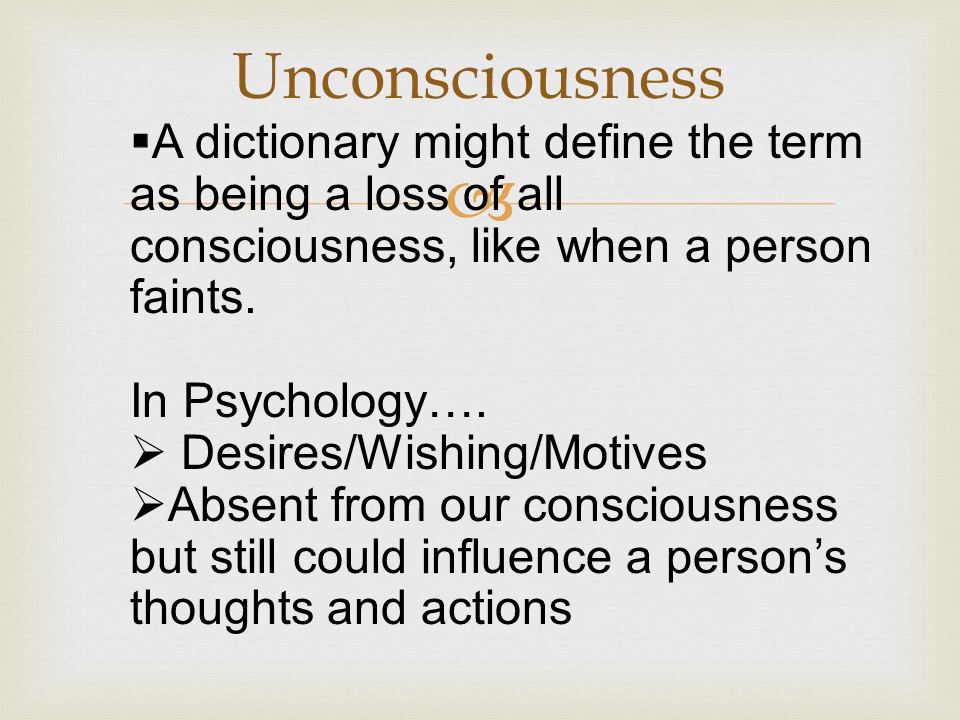 Unconsciousness
▪A dictionary might define the term
as being a loss of all
consciousness, like when a person
faints.
In Psychology….
➢ Desires/Wishing/Motives
➢Absent from our consciousness
but still could influence a person’s
thoughts and actions